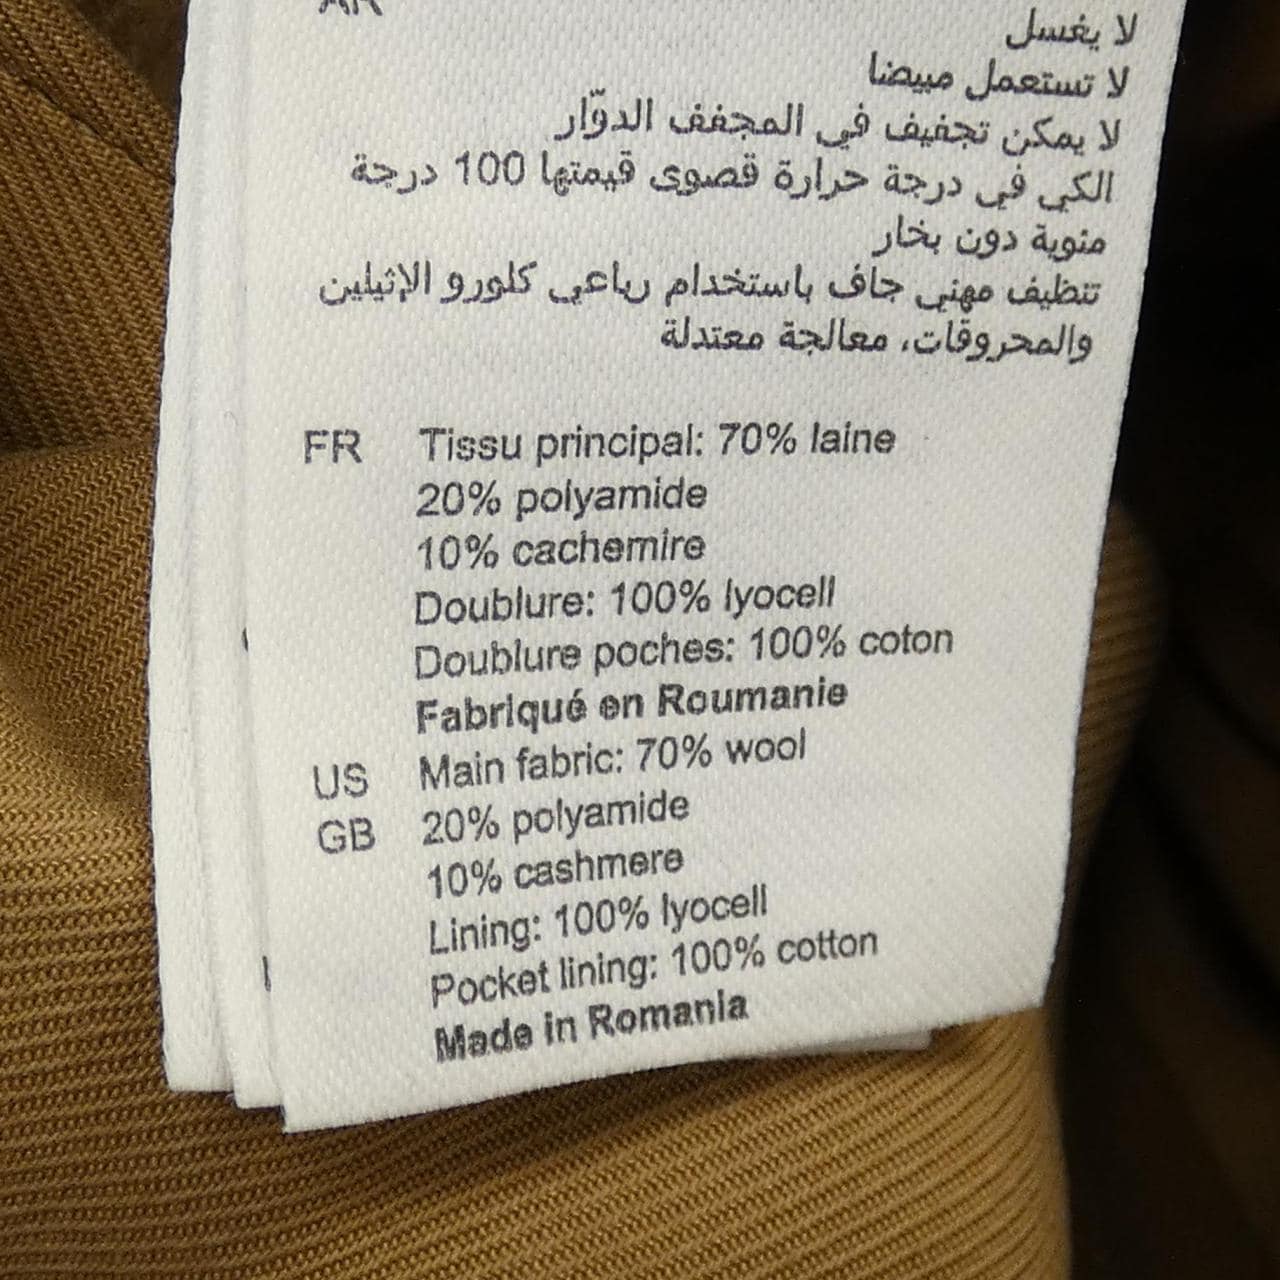 AR
لا يغسل
لا تستعمل مبيضا
لا يمكن تجفيف في المجفف الدوّار
الكي في درجة حرارة قصوى قيمتها 100 درجة
مئوية دون بخار
تنظيف مهني جاف باستخدام رباعي كلورو الإثيلين
والمحروقات، معالجة معتدلة
FR Tissu principal: 70% laine
20% polyamide
10% cachemire
Doublure: 100% lyocell
Doublure poches: 100% coton
Fabriqué en Roumanie
US Main fabric: 70% wool
GB 20% polyamide
10% cashmere
Lining: 100% lyocell
Pocket lining: 100% cotton
Made in Romania